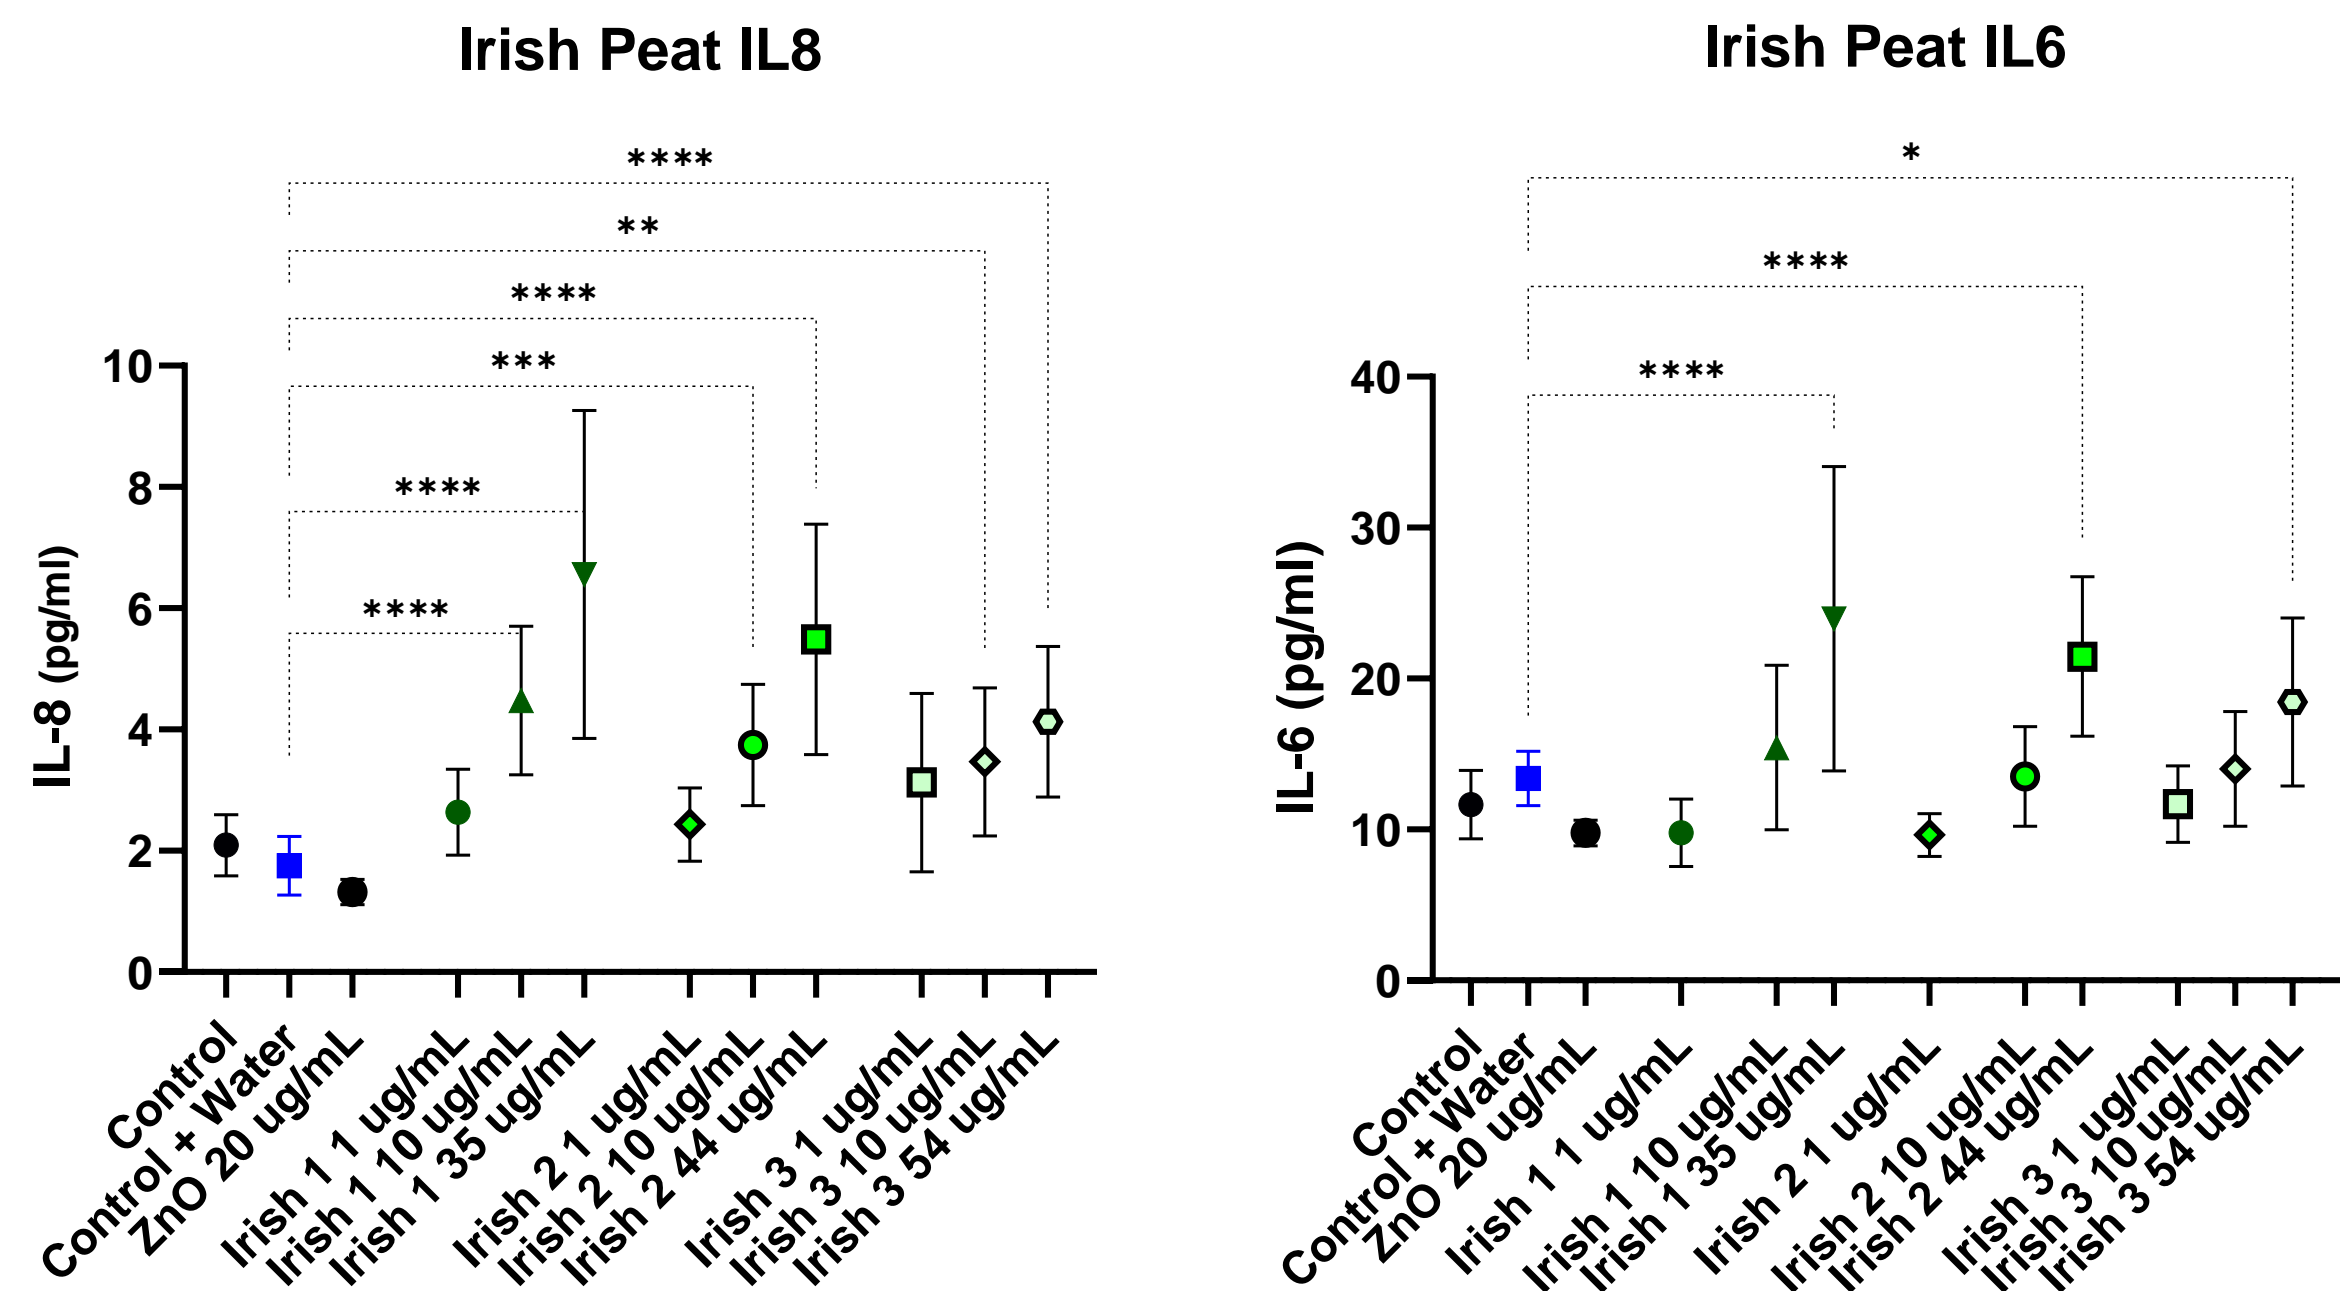 Irish Peat IL8
****
**
****
***
****
****
10
8
6
4
2
0
IL-8 (pg/ml)
Control
Control + Water
ZnO 20 ug/mL
Irish 1 1 ug/mL
Irish 1 10 ug/mL
Irish 1 35 ug/mL
Irish 2 1 ug/mL
Irish 2 10 ug/mL
Irish 2 44 ug/mL
Irish 3 1 ug/mL
Irish 3 10 ug/mL
Irish 3 54 ug/mL
Irish Peat IL6
*
****
****
40
30
20
10
0
IL-6 (pg/ml)
Control
Control + Water
ZnO 20 ug/mL
Irish 1 1 ug/mL
Irish 1 10 ug/mL
Irish 1 35 ug/mL
Irish 2 1 ug/mL
Irish 2 10 ug/mL
Irish 2 44 ug/mL
Irish 3 1 ug/mL
Irish 3 10 ug/mL
Irish 3 54 ug/mL